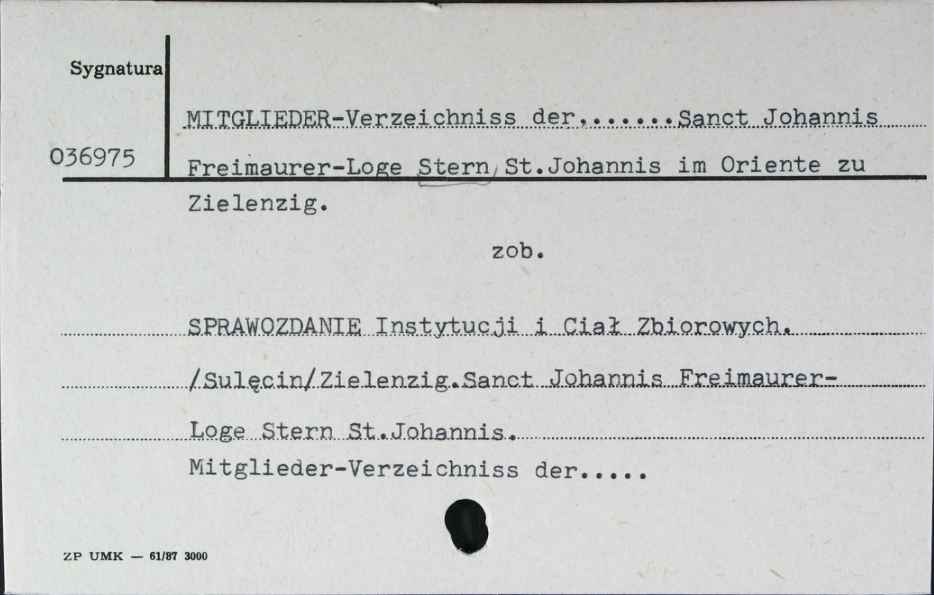 Sygnatura
MITGLIEDER-Verzeichniss der.......Sanct Johannis
036975
Freimaurer-Loge Stern St.Johannis im Oriente zu
Zielenzig.
zob.
SPRAWOZDANIE Instytucji i Ciał Zbiorowych.
/Sulęcin/Zielenzig.Sanct Johannis Freimaurer-
Loge Stern St.Johannis.
Mitglieder-Verzeichniss der.....
ZP UMK — 61/87 3000